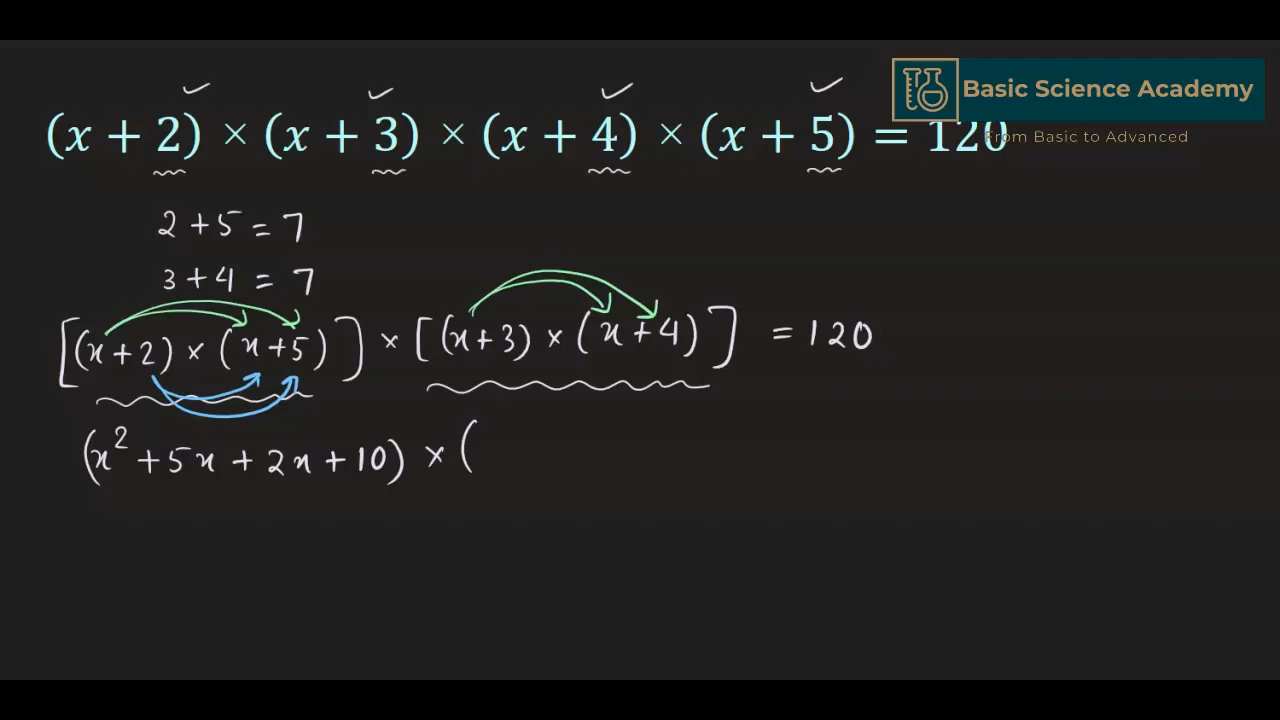 Basic Science Academy
From Basic to Advanced
(x + 2) × (x + 3) × (x + 4) × (x + 5) = 120
2 + 5 = 7
3 + 4 = 7
[(x+2) × (x+5)] × [(x+3) × (x+4)] = 120
(x² + 5x + 2x + 10) × (